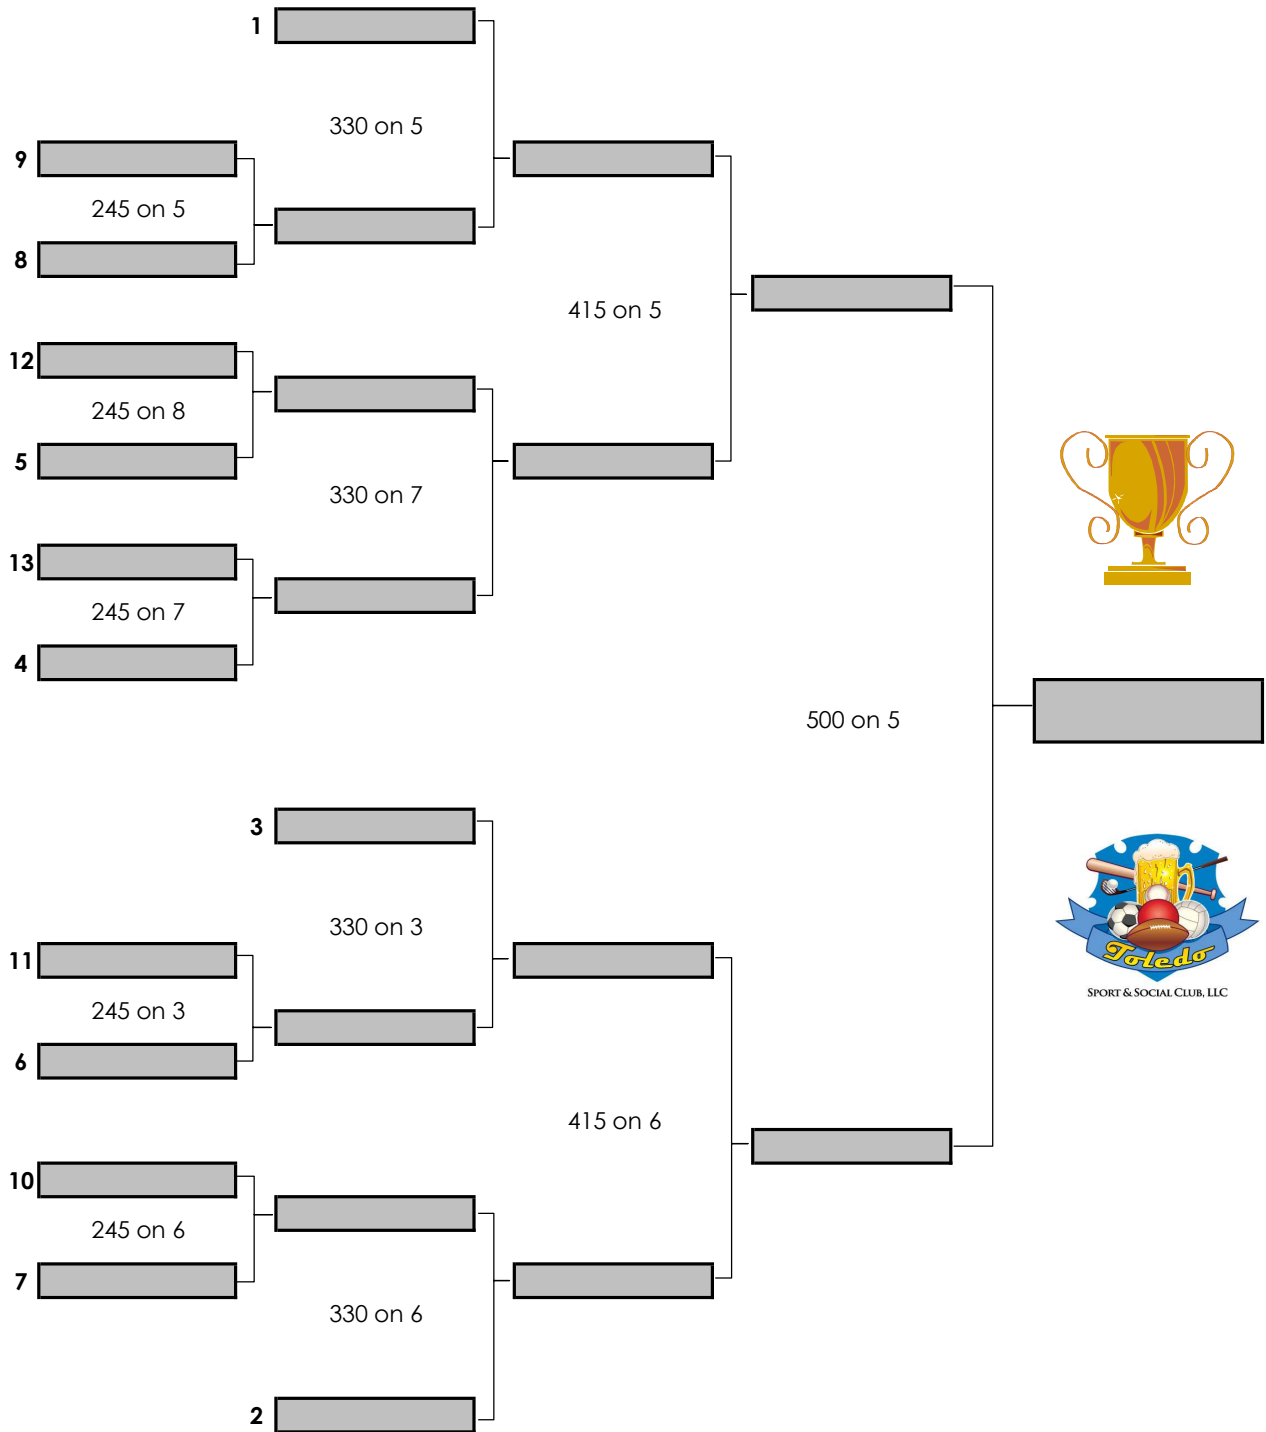 1
330 on 5
9
245 on 5
8
415 on 5
12
245 on 8
5
330 on 7
13
245 on 7
4
500 on 5
3
330 on 3
11
245 on 3
6
415 on 6
10
245 on 6
7
330 on 6
2
Toledo
SPORT & SOCIAL CLUB, LLC